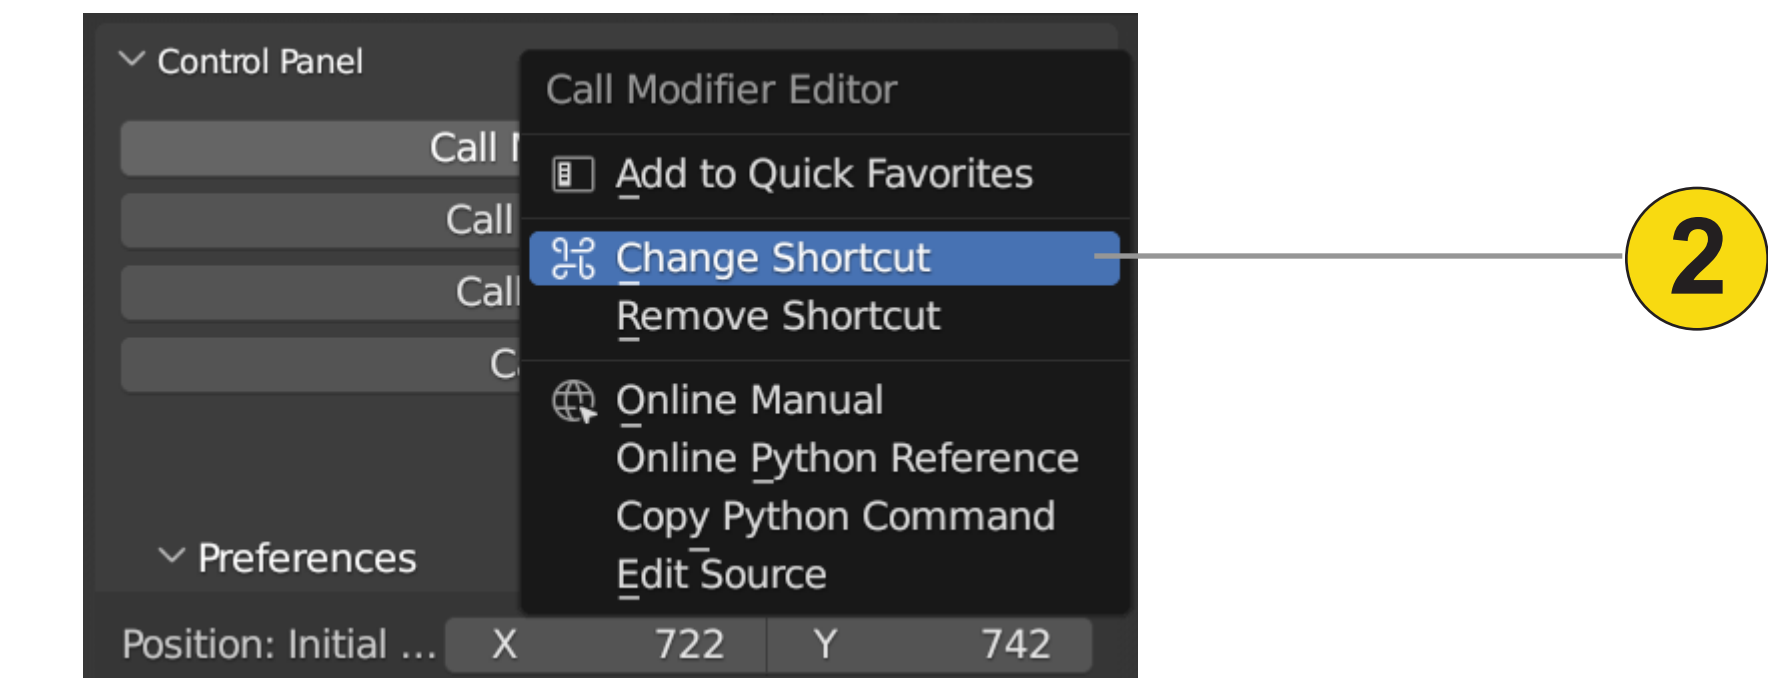 Control Panel
Call Modifier Editor
Call
Add to Quick Favorites
Call
Change Shortcut
Call
Remove Shortcut
Online Manual
Online Python Reference
Copy Python Command
Preferences
Edit Source
Position: Initial ... X 722 Y 742
2